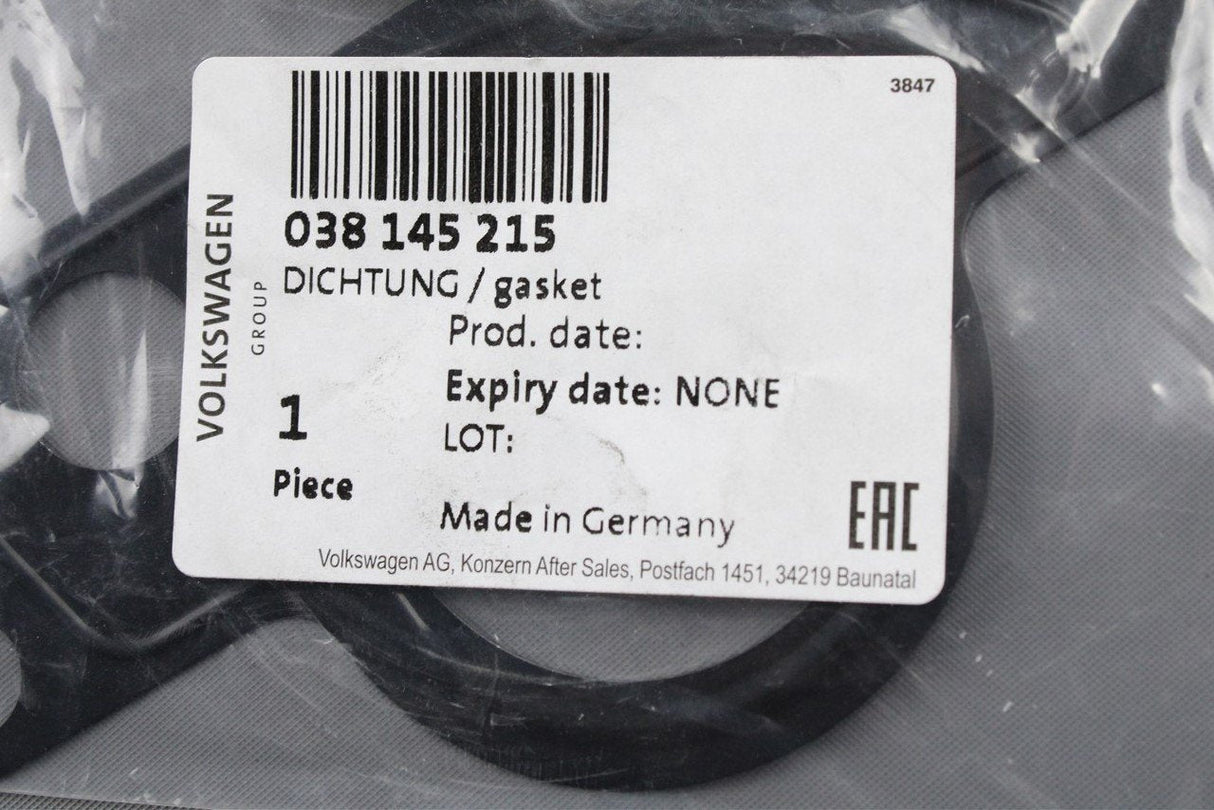 3847
038 145 215
DICHTUNG / gasket
Prod. date:
Expiry date: NONE
LOT:
1
Piece
Made in Germany
EAC
Volkswagen AG, Konzern After Sales, Postfach 1451, 34219 Baunatal
VOLKSWAGEN
GROUP